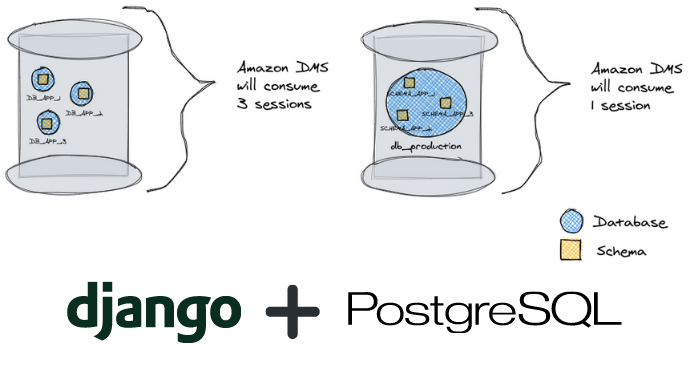 Amazon DMS
will consume
3 sessions
DB_APP_1
DB_APP_2
DB_APP_3
Amazon DMS
will consume
1 session
SCHEMA_APP_1
SCHEMA_APP_3
SCHEMA_APP_2
db_production
Database
Schema
django + PostgreSQL